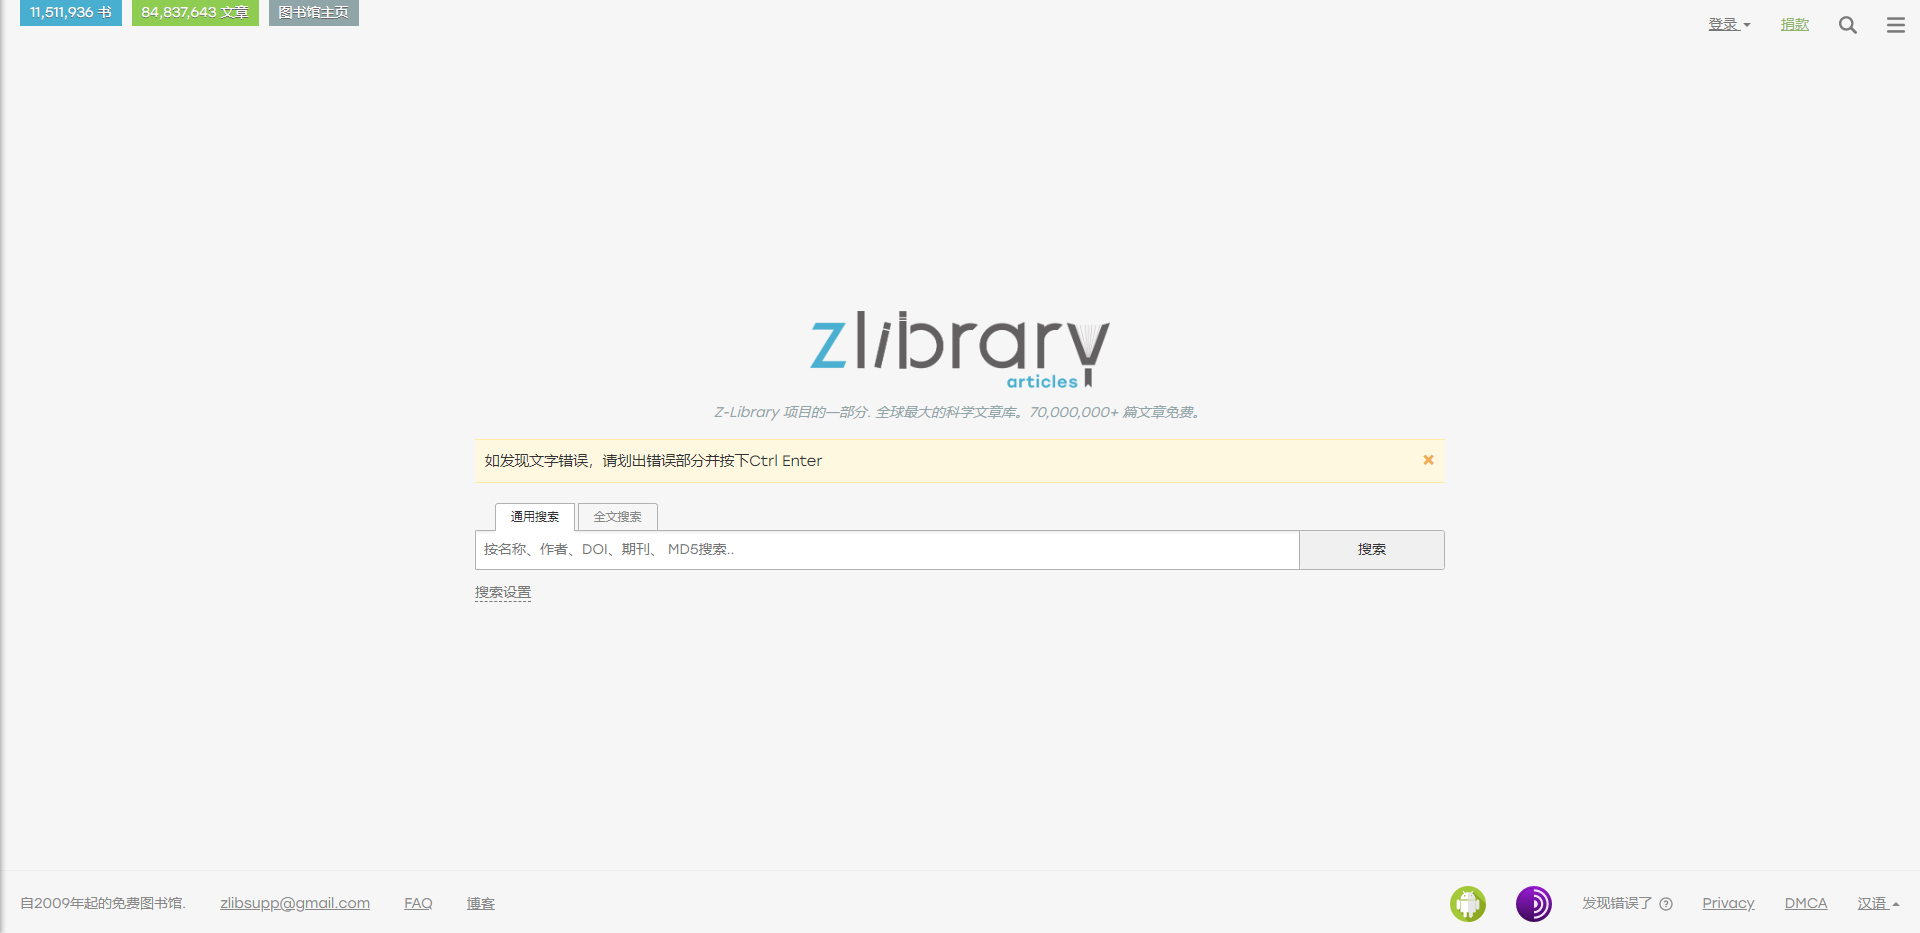 11,511,936 书 84,837,643 文章 图书馆主页
登录 捐款
zlibrary
articles
Z-Library 项目的一部分. 全球最大的科学文章库。70,000,000+ 篇文章免费。
如发现文字错误，请划出错误部分并按下Ctrl Enter
通用搜索 全文搜索
按名称、作者、DOI、期刊、 MD5搜索.. 搜索
搜索设置
自2009年起的免费图书馆. zlibsupp@gmail.com FAQ 博客 发现错误了 Privacy DMCA 汉语